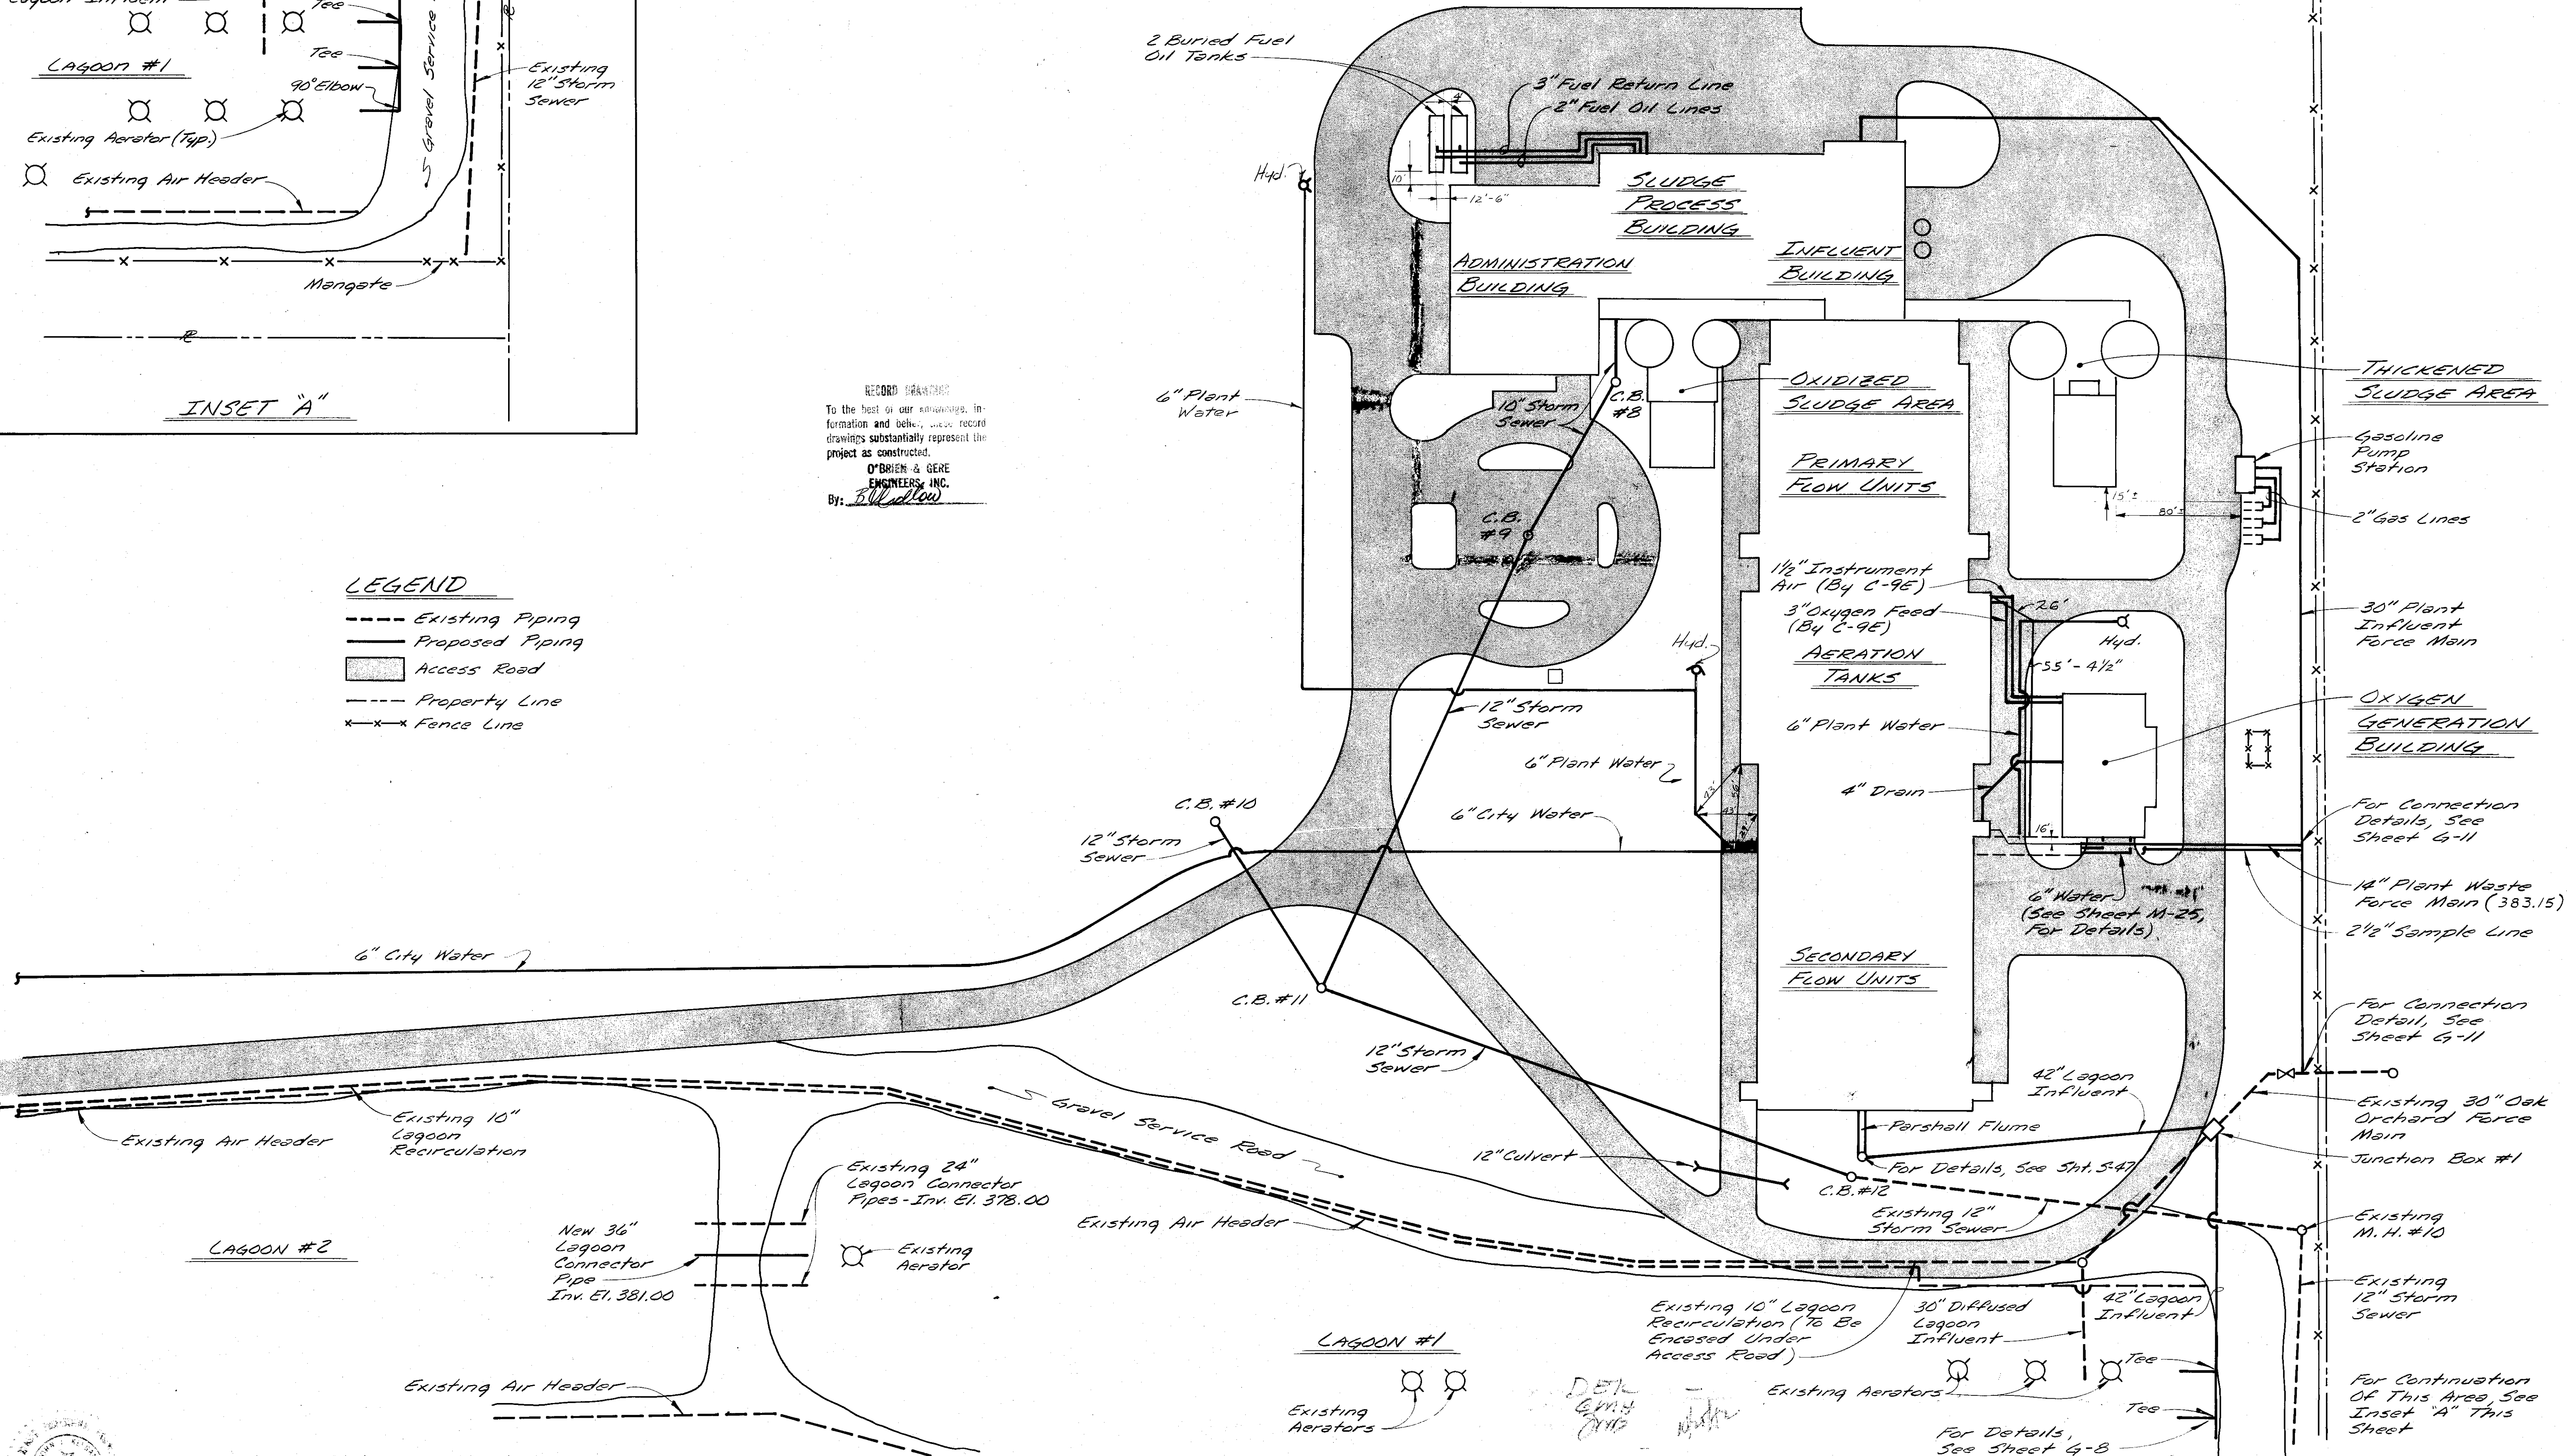 Tee
Gravel Service
LAGOON #1
Tee
90° Elbow
Existing
12" Storm
Sewer
Existing Aerator (Typ.)
Existing Air Header
Mangate
INSET "A"
RECORD DRAWINGS
To the best of our knowledge, in-
formation and belief, these record
drawings substantially represent the
project as constructed.
O'BRIEN & GERE
ENGINEERS, INC.
By:
LEGEND
Existing Piping
Proposed Piping
Access Road
Property Line
Fence Line
2 Buried Fuel
Oil Tanks
4'
3" Fuel Return Line
2" Fuel Oil Lines
Hyd.
10'
12'-6"
SLUDGE
PROCESS
BUILDING
ADMINISTRATION
BUILDING
INFLUENT
BUILDING
6" Plant
Water
10" Storm
Sewer
C.B.
#8
OXIDIZED
SLUDGE AREA
THICKENED
SLUDGE AREA
PRIMARY
FLOW UNITS
Gasoline
Pump
Station
15'±
80'±
2" Gas Lines
C.B.
#9
1½" Instrument
Air (By C-9E)
3" Oxygen Feed
(By C-9E)
26'
Hyd.
30" Plant
Influent
Force Main
Hyd.
AERATION
TANKS
55'-4½"
OXYGEN
GENERATION
BUILDING
12" Storm
Sewer
6" Plant Water
6" Plant Water
4" Drain
C.B. #10
12" Storm
Sewer
6" City Water
43'
16'
For Connection
Details, See
Sheet G-11
14" Plant Waste
Force Main (383.15)
6" Water
(See Sheet M-25,
For Details)
2½" Sample Line
6" City Water
SECONDARY
FLOW UNITS
C.B. #11
For Connection
Detail, See
Sheet G-11
12" Storm
Sewer
42" Lagoon
Influent
Existing 30" Oak
Orchard Force
Main
Existing Air Header
Existing 10"
Lagoon
Recirculation
Gravel Service Road
Parshall Flume
Junction Box #1
12" Culvert
For Details, See Sht. S-47
C.B. #12
Existing 24"
Lagoon Connector
Pipes-Inv. El. 378.00
Existing 12"
Storm Sewer
Existing
M.H. #10
LAGOON #2
New 36"
Lagoon
Connector
Pipe
Inv. El. 381.00
Existing
Aerator
Existing Air Header
Existing
12" Storm
Sewer
Existing 10" Lagoon
Recirculation (To Be
Encased Under
Access Road)
30" Diffused
Lagoon
Influent
42" Lagoon
Influent
LAGOON #1
Tee
Existing Air Header
Existing
Aerators
Existing Aerators
Tee
For Continuation
Of This Area, See
Inset "A" This
Sheet
For Details,
See Sheet G-8